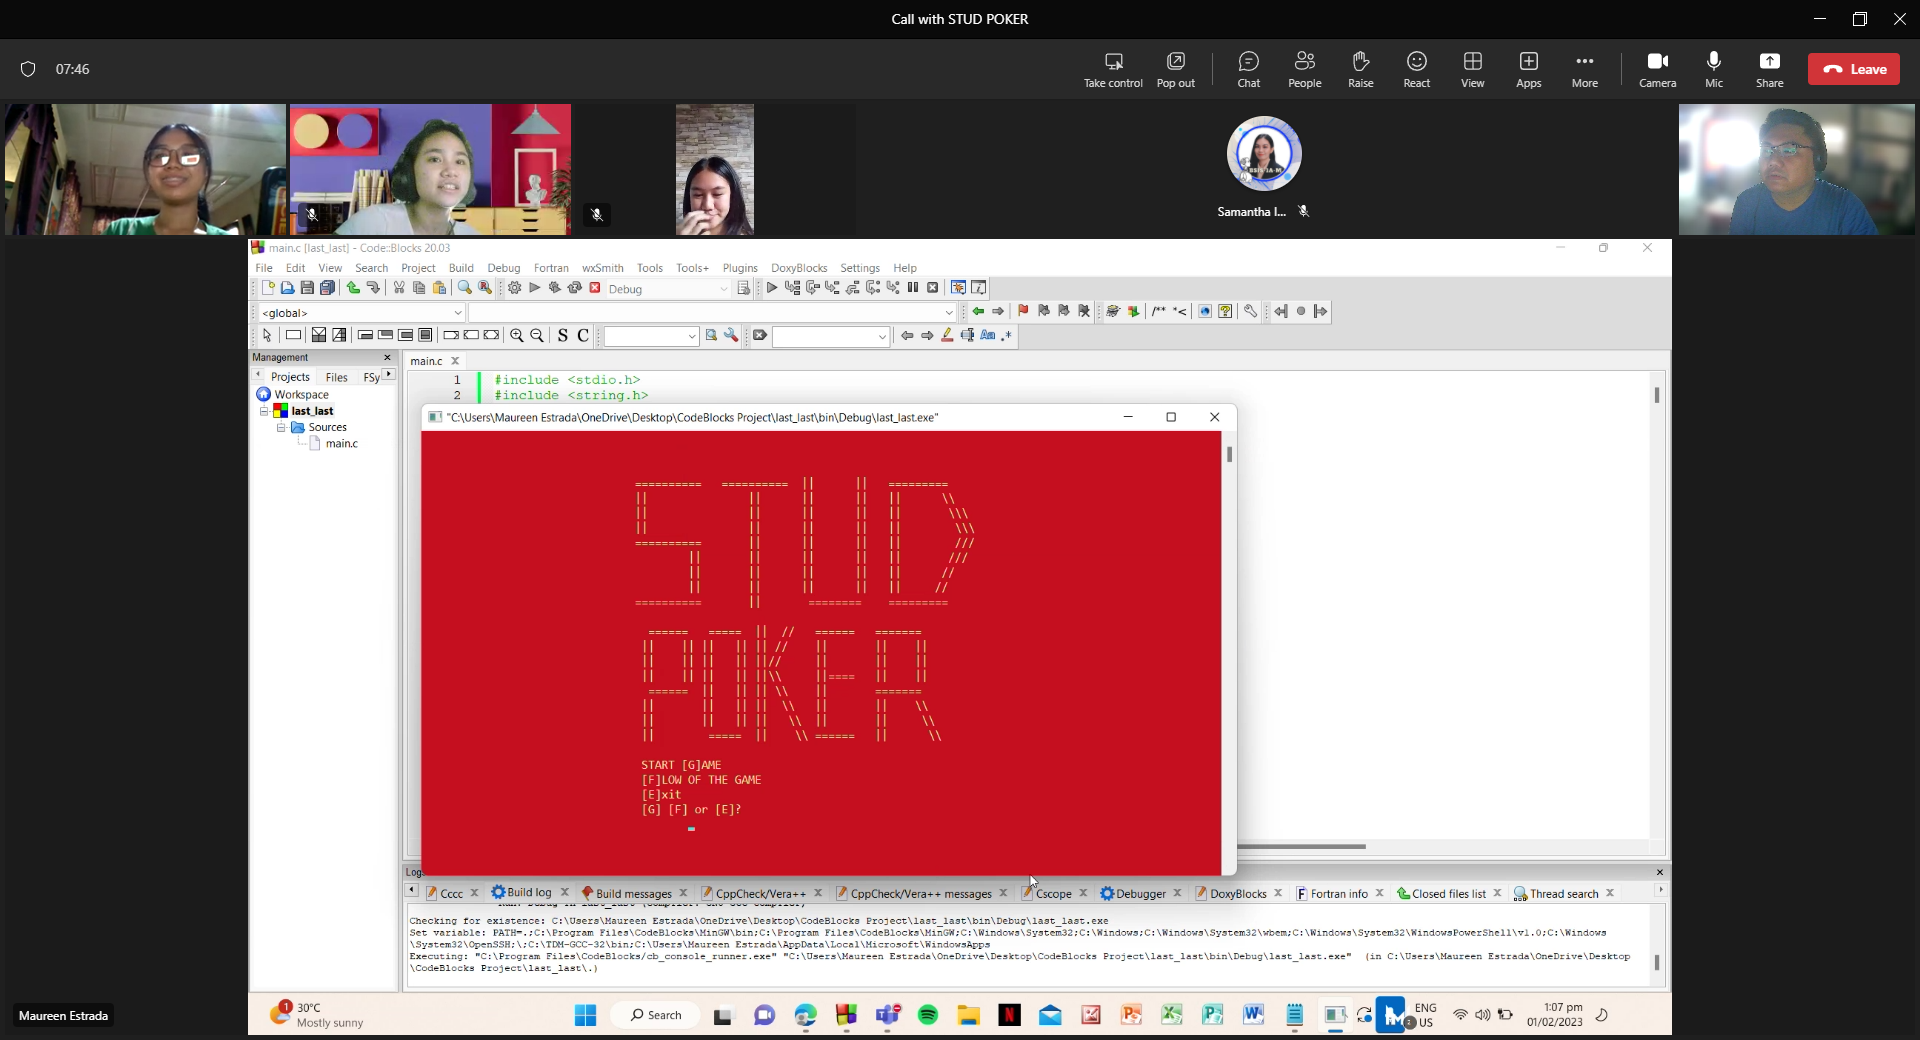 Call with STUD POKER
07:46
Take control
Pop out
Chat
People
Raise
React
View
Apps
More
Camera
Mic
Share
Leave
Samantha I...
main.c [last_last] - Code::Blocks 20.03
File Edit View Search Project Build Debug Fortran wxSmith Tools Tools+ Plugins DoxyBlocks Settings Help
Debug
<global>
/** *<
S C
Aa .*
Management
Projects Files FSy
Workspace
last_last
Sources
main.c
main.c
1 #include <stdio.h>
2 #include <string.h>
"C:\Users\Maureen Estrada\OneDrive\Desktop\CodeBlocks Project\last_last\bin\Debug\last_last.exe"
STUD
POKER
START [G]AME
[F]LOW OF THE GAME
[E]xit
[G] [F] or [E]?
Cccc
Build log
Build messages
CppCheck/Vera++
CppCheck/Vera++ messages
Cscope
Debugger
DoxyBlocks
Fortran info
Closed files list
Thread search
Checking for existence: C:\Users\Maureen Estrada\OneDrive\Desktop\CodeBlocks Project\last_last\bin\Debug\last_last.exe
Set variable: PATH=.;C:\Program Files\CodeBlocks\MinGW\bin;C:\Program Files\CodeBlocks\MinGW;C:\Windows\System32;C:\Windows;C:\Windows\System32\wbem;C:\Windows\System32\WindowsPowerShell\v1.0;C:\Windows
\System32\OpenSSH;\;C:\TDM-GCC-32\bin;C:\Users\Maureen Estrada\AppData\Local\Microsoft\WindowsApps
Executing: "C:\Program Files\CodeBlocks/cb_console_runner.exe" "C:\Users\Maureen Estrada\OneDrive\Desktop\CodeBlocks Project\last_last\bin\Debug\last_last.exe" (in C:\Users\Maureen Estrada\OneDrive\Desktop
\CodeBlocks Project\last_last\.)
Maureen Estrada
1
30°C
Mostly sunny
Search
ENG
US
2
1:07 pm
01/02/2023